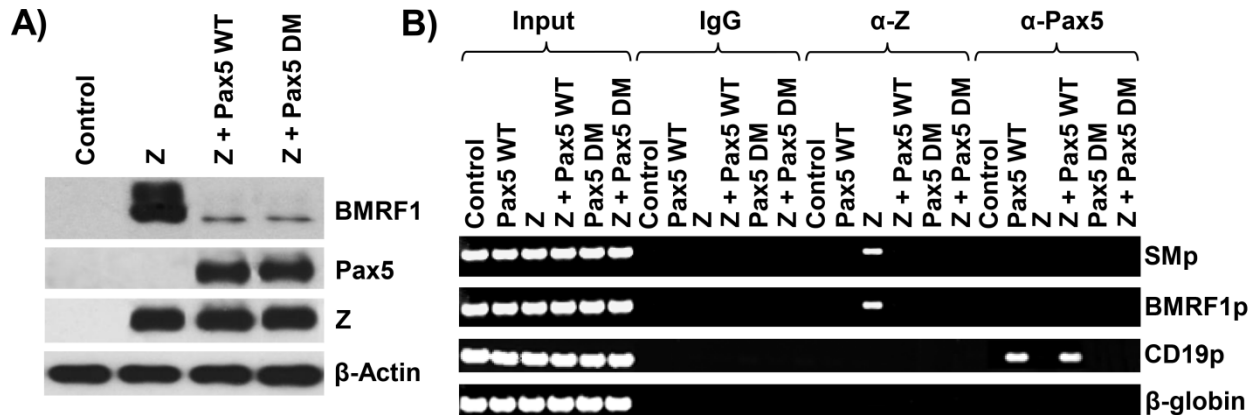 A)
Control
Z
Z + Pax5 WT
Z + Pax5 DM
BMRF1
Pax5
Z
β-Actin
B)
Input
IgG
α-Z
α-Pax5
Control
Pax5 WT
Z
Z + Pax5 WT
Pax5 DM
Z + Pax5 DM
Control
Pax5 WT
Z
Z + Pax5 WT
Pax5 DM
Z + Pax5 DM
Control
Pax5 WT
Z
Z + Pax5 WT
Pax5 DM
Z + Pax5 DM
Control
Pax5 WT
Z
Z + Pax5 WT
Pax5 DM
Z + Pax5 DM
SMp
BMRF1p
CD19p
β-globin